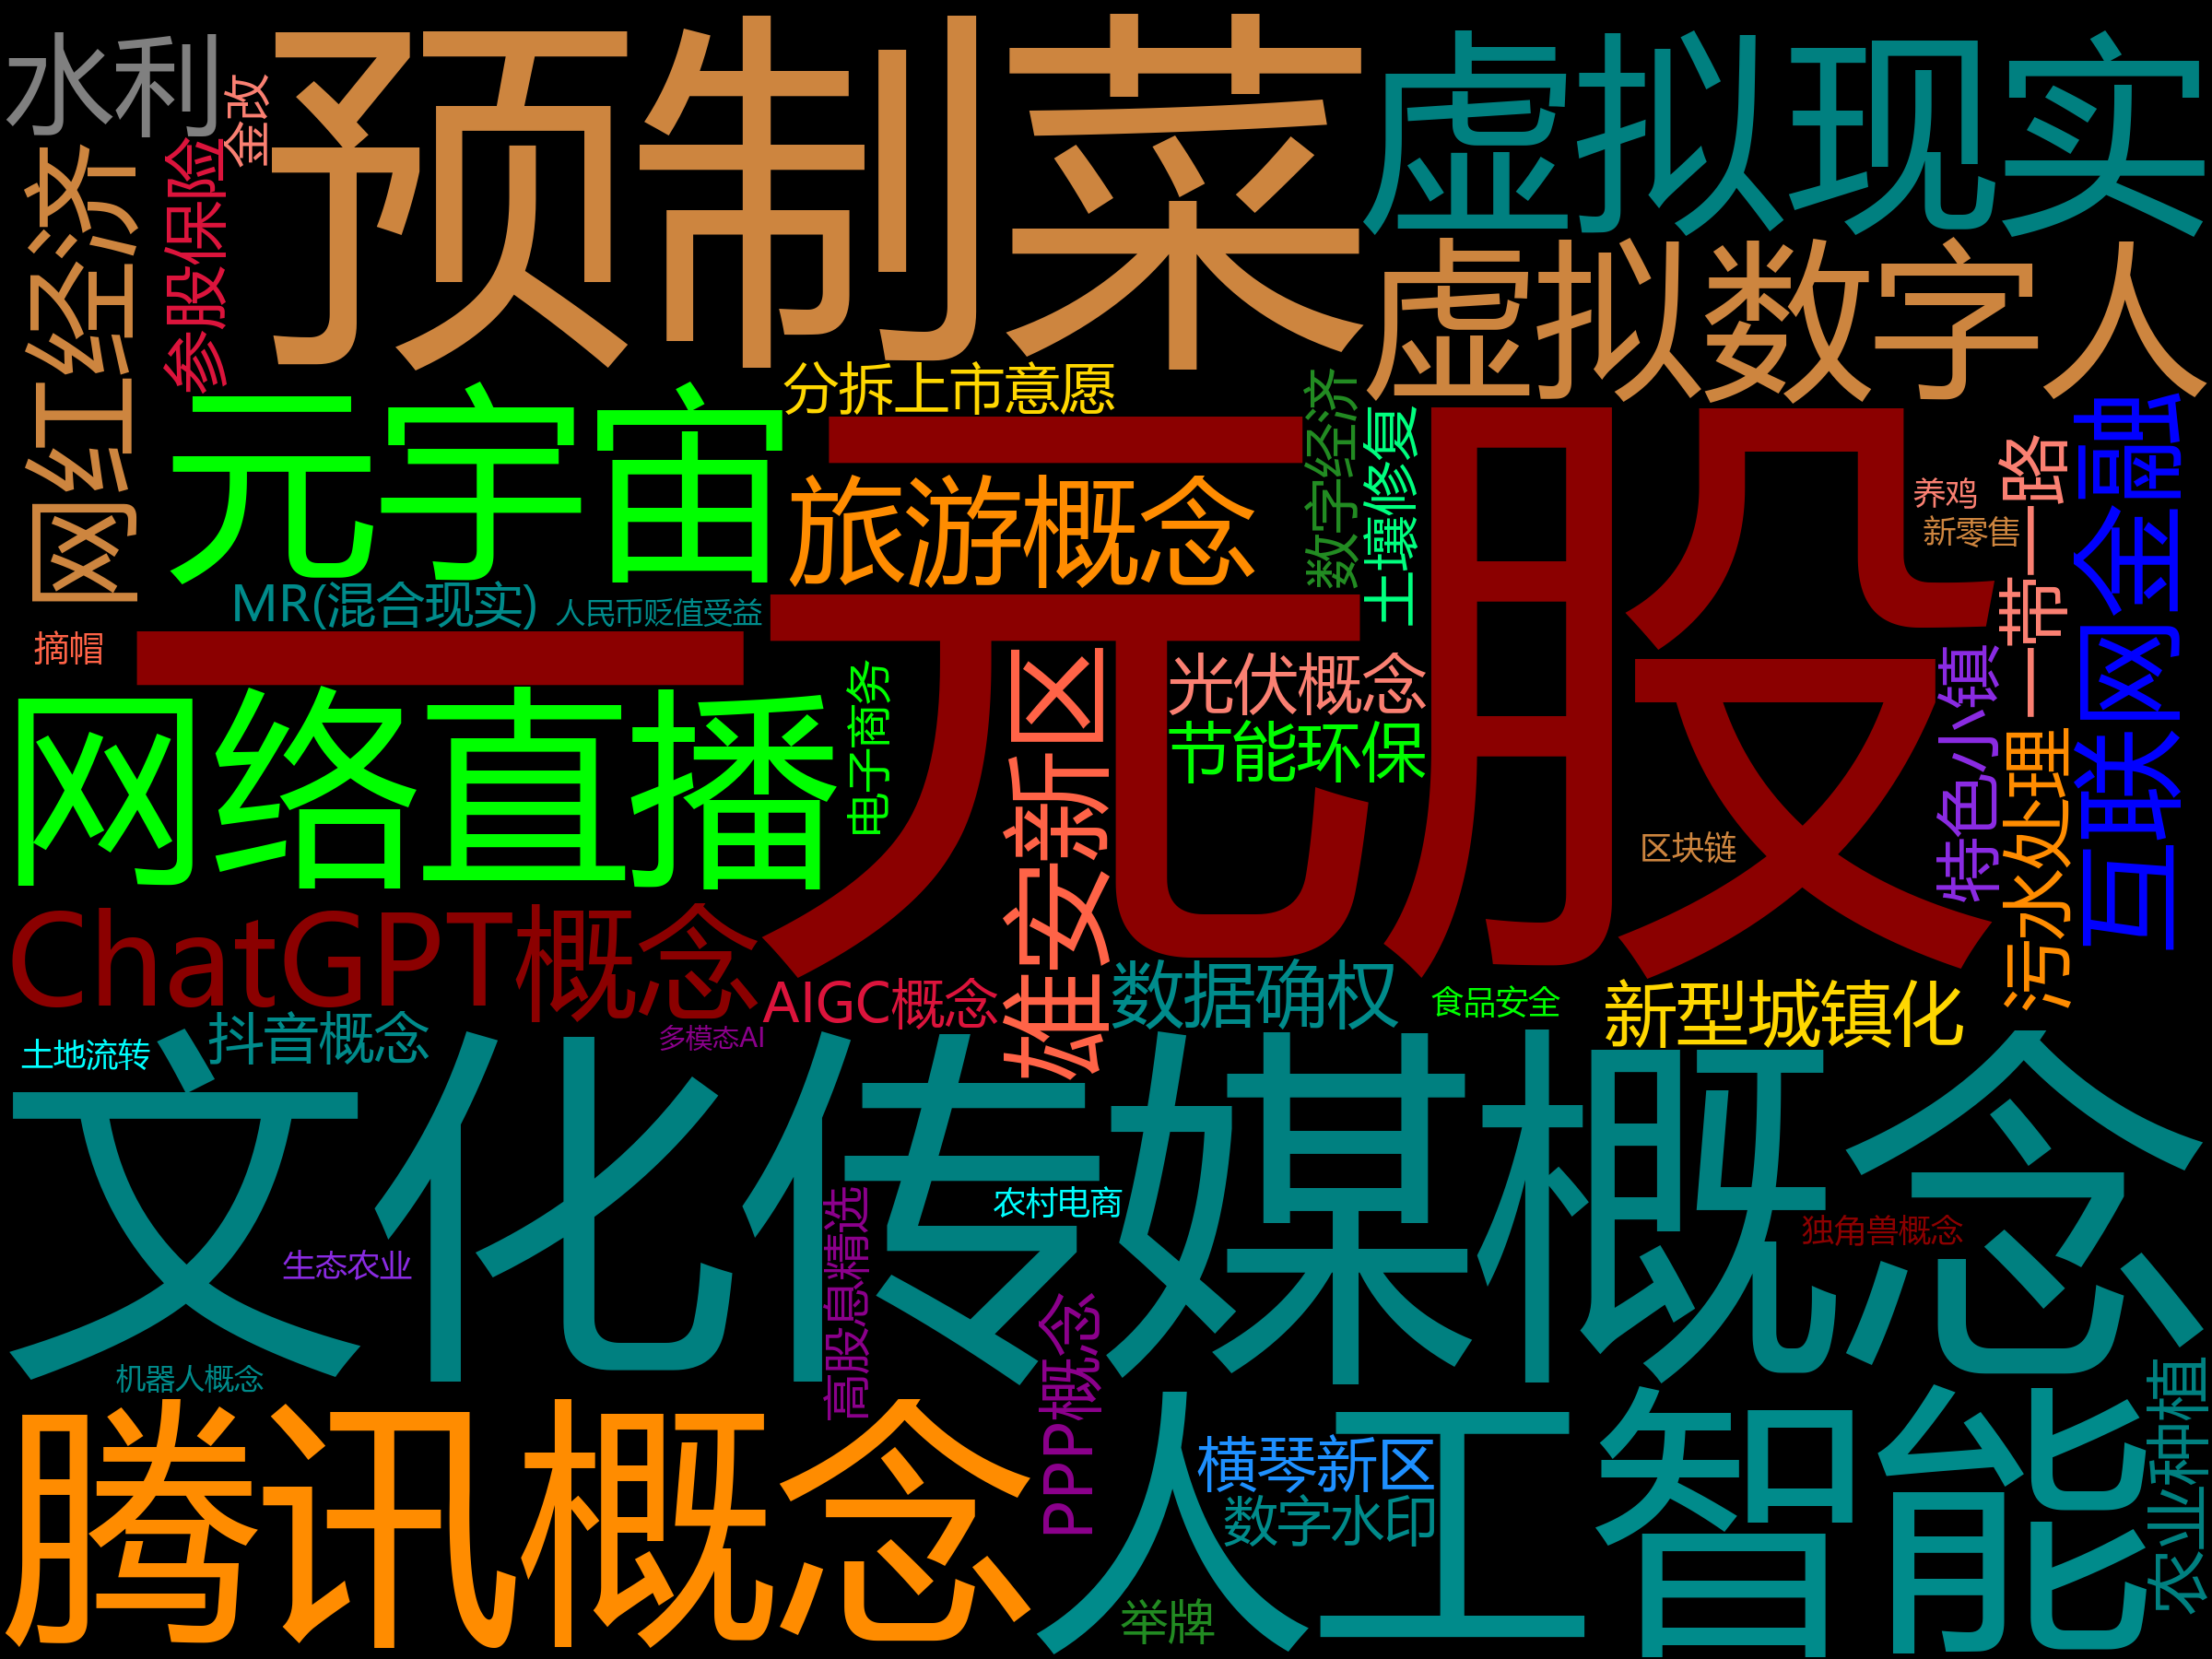 水利
金改
预制菜
虚拟现实
虚拟数字人
网红经济
参股保险
元宇宙
分拆上市意愿
一元股
旅游概念
数字经济
土壤修复
养鸡
新零售
一带一路
互联网金融
MR(混合现实)
人民币贬值受益
摘帽
网络直播
电子商务
雄安新区
光伏概念
节能环保
区块链
特色小镇
污水处理
ChatGPT概念
AIGC概念
数据确权
食品安全
新型城镇化
土地流转
抖音概念
多模态AI
文化传媒概念
农村电商
生态农业
高股息精选
独角兽概念
机器人概念
PPP概念
腾讯概念
人工智能
横琴新区
数字水印
举牌
农业种植